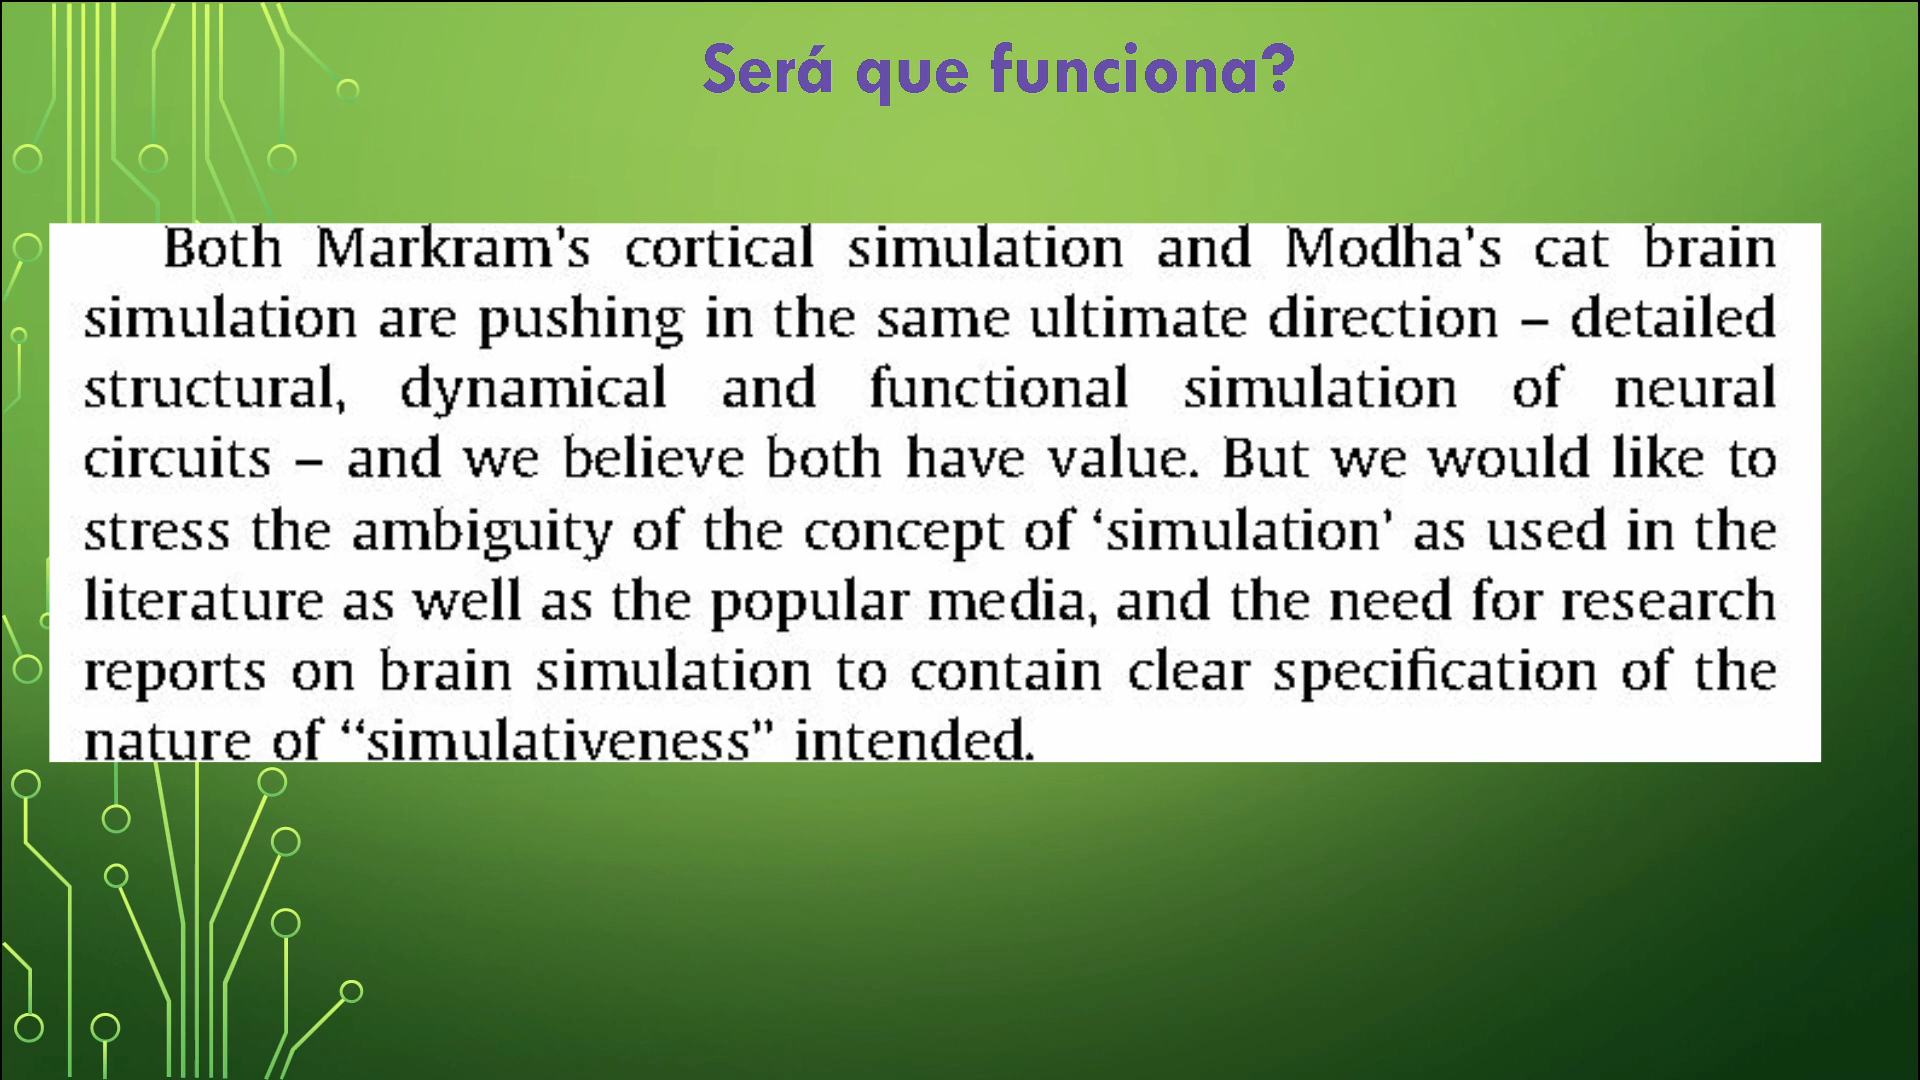 Será que funciona?
Both Markram's cortical simulation and Modha's cat brain
simulation are pushing in the same ultimate direction – detailed
structural, dynamical and functional simulation of neural
circuits – and we believe both have value. But we would like to
stress the ambiguity of the concept of ‘simulation’ as used in the
literature as well as the popular media, and the need for research
reports on brain simulation to contain clear specification of the
nature of “simulativeness” intended.